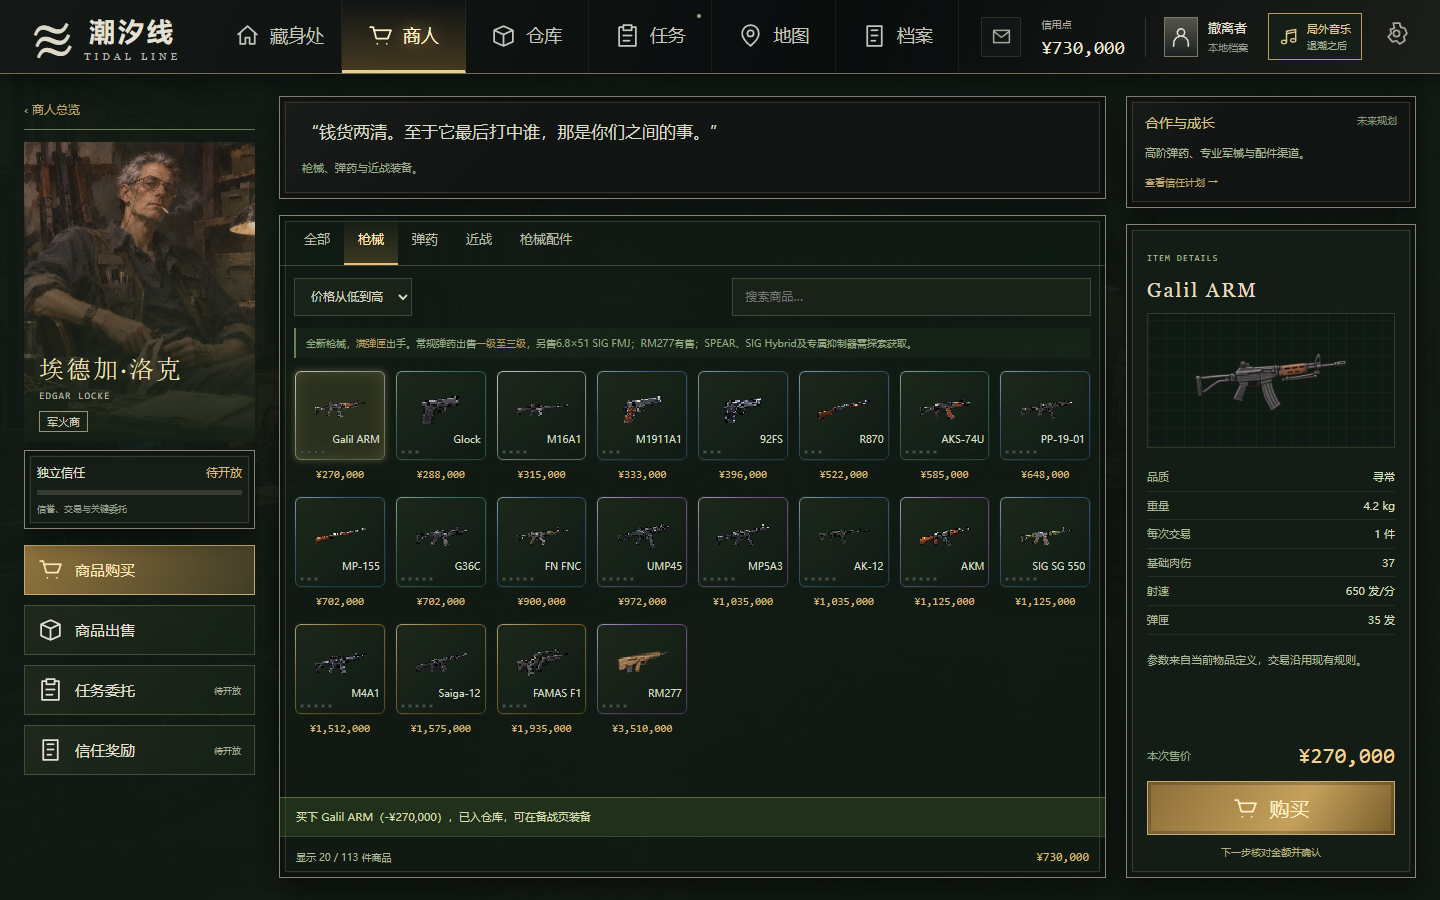 潮汐线
TIDAL LINE
藏身处
商人
仓库
任务
地图
档案
信用点
¥730,000
撤离者
本地档案
局外音乐
退潮之后
‹ 商人总览
埃德加·洛克
EDGAR LOCKE
军火商
独立信任
待开放
信誉、交易与关键委托
商品购买
商品出售
任务委托
待开放
信任奖励
待开放
“钱货两清。至于它最后打中谁，那是你们之间的事。”
枪械、弹药与近战装备。
全部
枪械
弹药
近战
枪械配件
价格从低到高
搜索商品...
全新枪械，满弹匣出手。常规弹药出售一级至三级，另售6.8×51 SIG FMJ；RM277有售；SPEAR、SIG Hybrid及专属抑制器需探索获取。
Galil ARM
¥270,000
Glock
¥288,000
M16A1
¥315,000
M1911A1
¥333,000
92FS
¥396,000
R870
¥522,000
AKS-74U
¥585,000
PP-19-01
¥648,000
MP-155
¥702,000
G36C
¥702,000
FN FNC
¥900,000
UMP45
¥972,000
MP5A3
¥1,035,000
AK-12
¥1,035,000
AKM
¥1,125,000
SIG SG 550
¥1,125,000
M4A1
¥1,512,000
Saiga-12
¥1,575,000
FAMAS F1
¥1,935,000
RM277
¥3,510,000
买下 Galil ARM（-¥270,000），已入仓库，可在备战页装备
显示 20 / 113 件商品
¥730,000
合作与成长
未来规划
高阶弹药、专业军械与配件渠道。
查看信任计划 →
ITEM DETAILS
Galil ARM
品质
寻常
重量
4.2 kg
每次交易
1 件
基础肉伤
37
射速
650 发/分
弹匣
35 发
参数来自当前物品定义，交易沿用现有规则。
本次售价
¥270,000
购买
下一步核对金额并确认